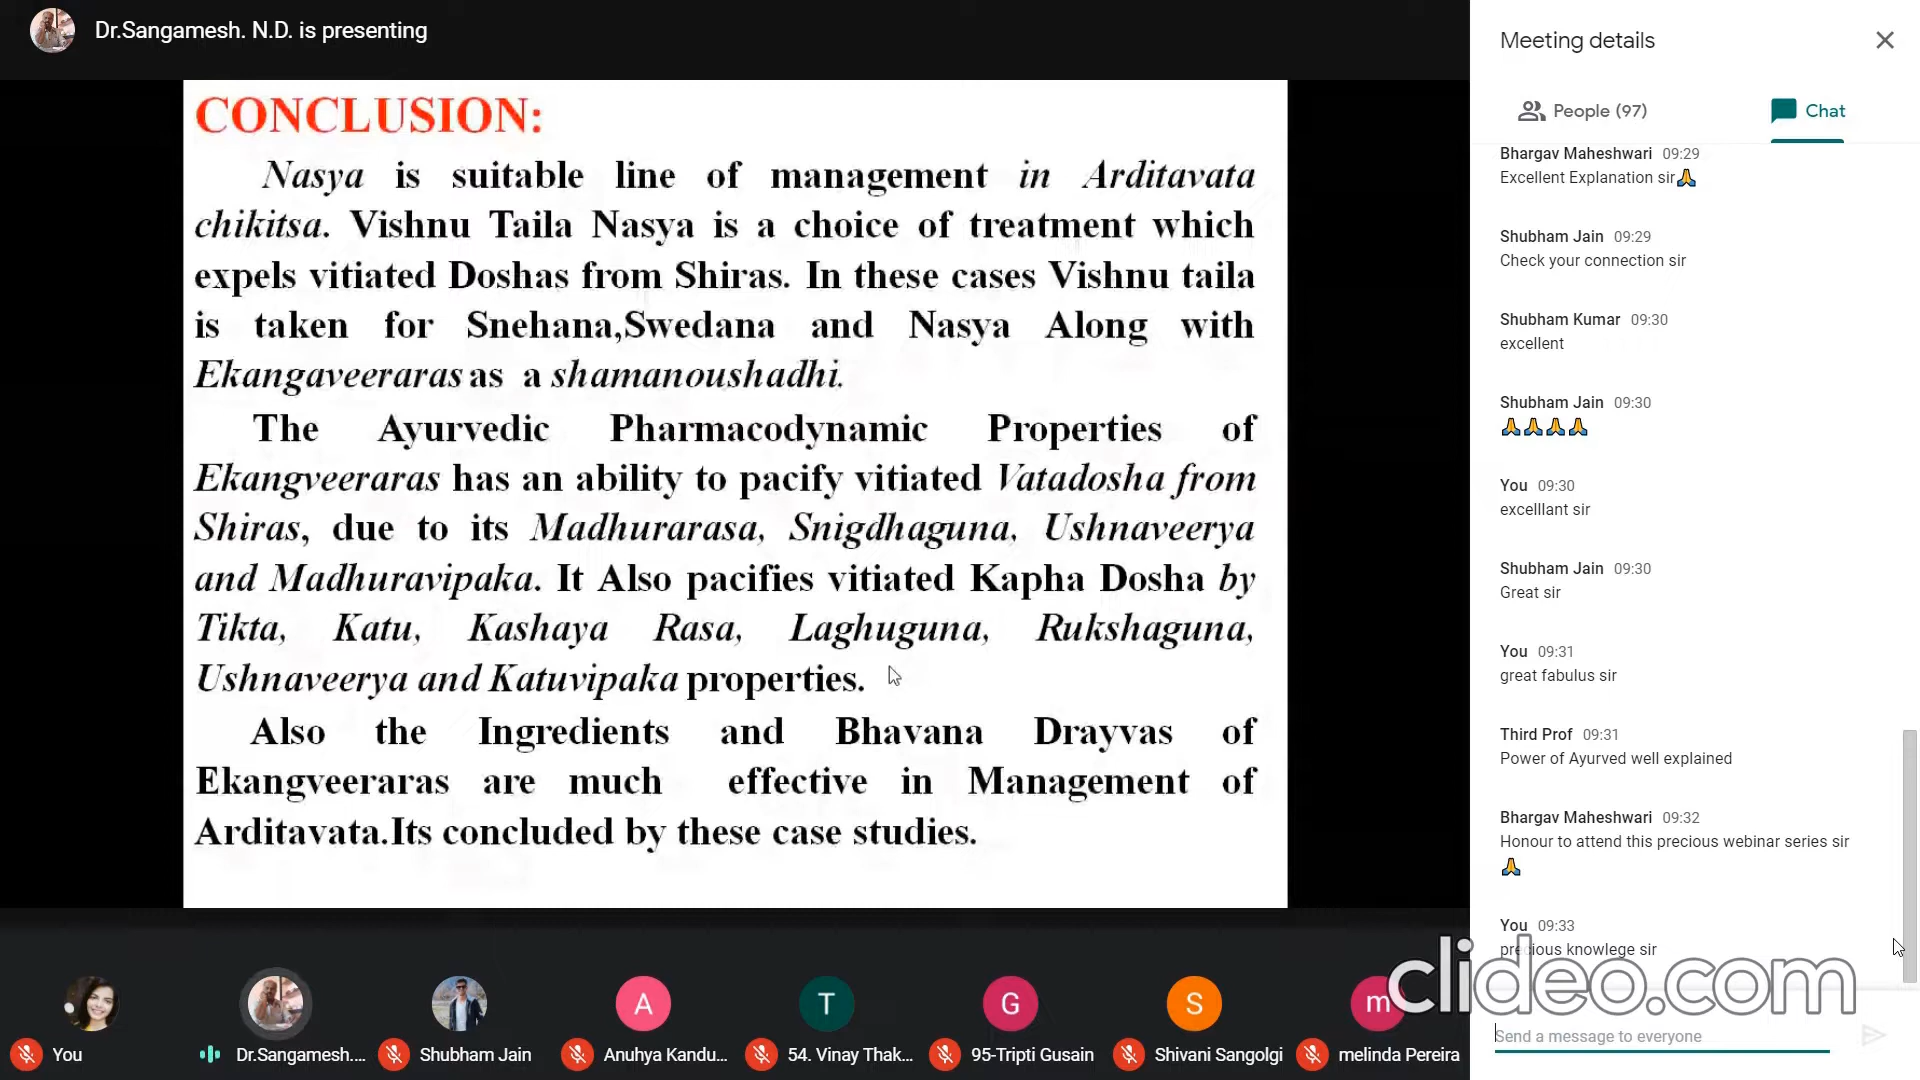 Dr.Sangamesh. N.D. is presenting
CONCLUSION:
Nasya is suitable line of management in Arditavata
chikitsa. Vishnu Taila Nasya is a choice of treatment which
expels vitiated Doshas from Shiras. In these cases Vishnu taila
is taken for Snehana,Swedana and Nasya Along with
Ekangaveeraras as a shamanoushadhi.
The Ayurvedic Pharmacodynamic Properties of
Ekangveeraras has an ability to pacify vitiated Vatadosha from
Shiras, due to its Madhurarasa, Snigdhaguna, Ushnaveerya
and Madhuravipaka. It Also pacifies vitiated Kapha Dosha by
Tikta, Katu, Kashaya Rasa, Laghuguna, Rukshaguna,
Ushnaveerya and Katuvipaka properties.
Also the Ingredients and Bhavana Drayvas of
Ekangveeraras are much effective in Management of
Arditavata.Its concluded by these case studies.
A
T
G
S
m
You
Dr.Sangamesh....
Shubham Jain
Anuhya Kandu...
54. Vinay Thak...
95-Tripti Gusain
Shivani Sangolgi
melinda Pereira
Meeting details
People (97)
Chat
Bhargav Maheshwari 09:29
Excellent Explanation sir🙏
Shubham Jain 09:29
Check your connection sir
Shubham Kumar 09:30
excellent
Shubham Jain 09:30
🙏🙏🙏🙏
You 09:30
excelllant sir
Shubham Jain 09:30
Great sir
You 09:31
great fabulus sir
Third Prof 09:31
Power of Ayurved well explained
Bhargav Maheshwari 09:32
Honour to attend this precious webinar series sir
🙏
You 09:33
precious knowlege sir
clideo.com
Send a message to everyone